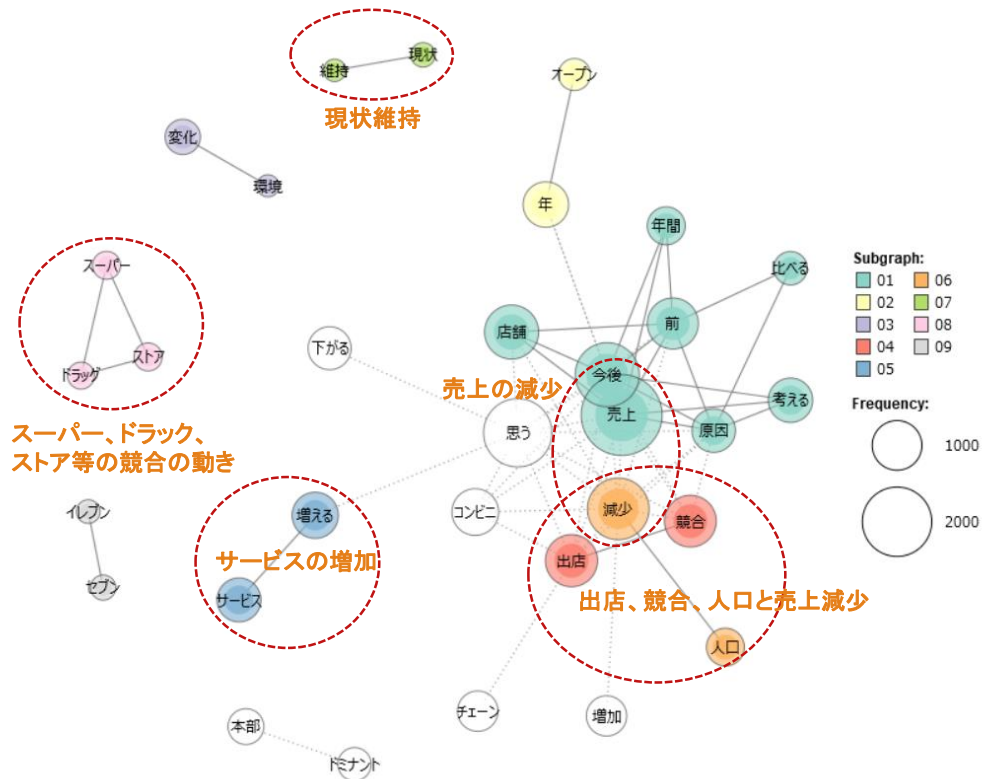 現状
維持
現状維持
オープン
変化
環境
年
年間
比べる
スーパー
ストア
ドラッグ
スーパー、ドラック、
ストア等の競合の動き
店舗
前
下がる
今後
売上の減少
売上
考える
原因
思う
Subgraph:
01
02
03
04
05
06
07
08
09
Frequency:
1000
2000
イレブン
セブン
増える
サービスの増加
サービス
コンビニ
減少
競合
出店
出店、競合、人口と売上減少
人口
チェーン
増加
本部
ドミナント